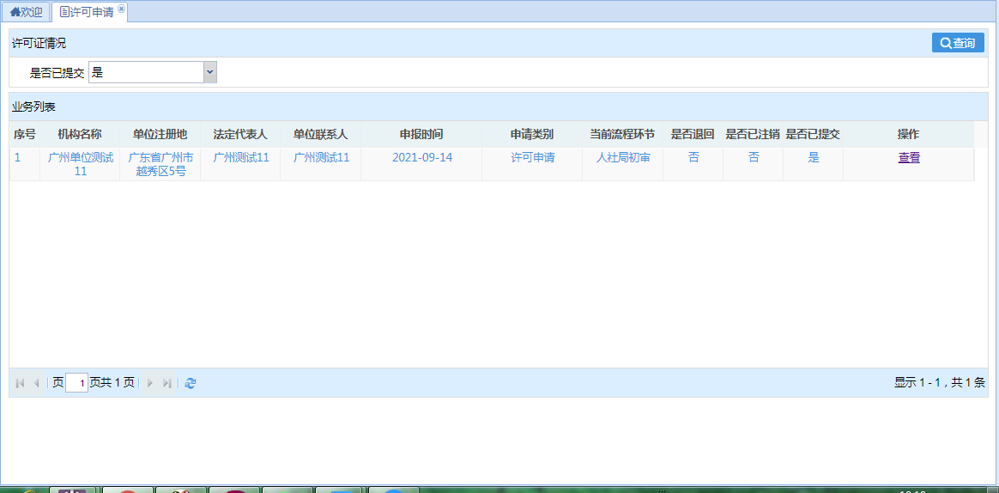 欢迎 许可申请
许可证情况 查询
是否已提交 是
业务列表
序号 机构名称 单位注册地 法定代表人 单位联系人 申报时间 申请类别 当前流程环节 是否退回 是否已注销 是否已提交 操作
1 广州单位测试 广东省广州市 广州测试11 广州测试11 2021-09-14 许可申请 人社局初审 否 否 是 查看
11 越秀区5号
页 1 页共 1 页 显示 1 - 1，共 1 条